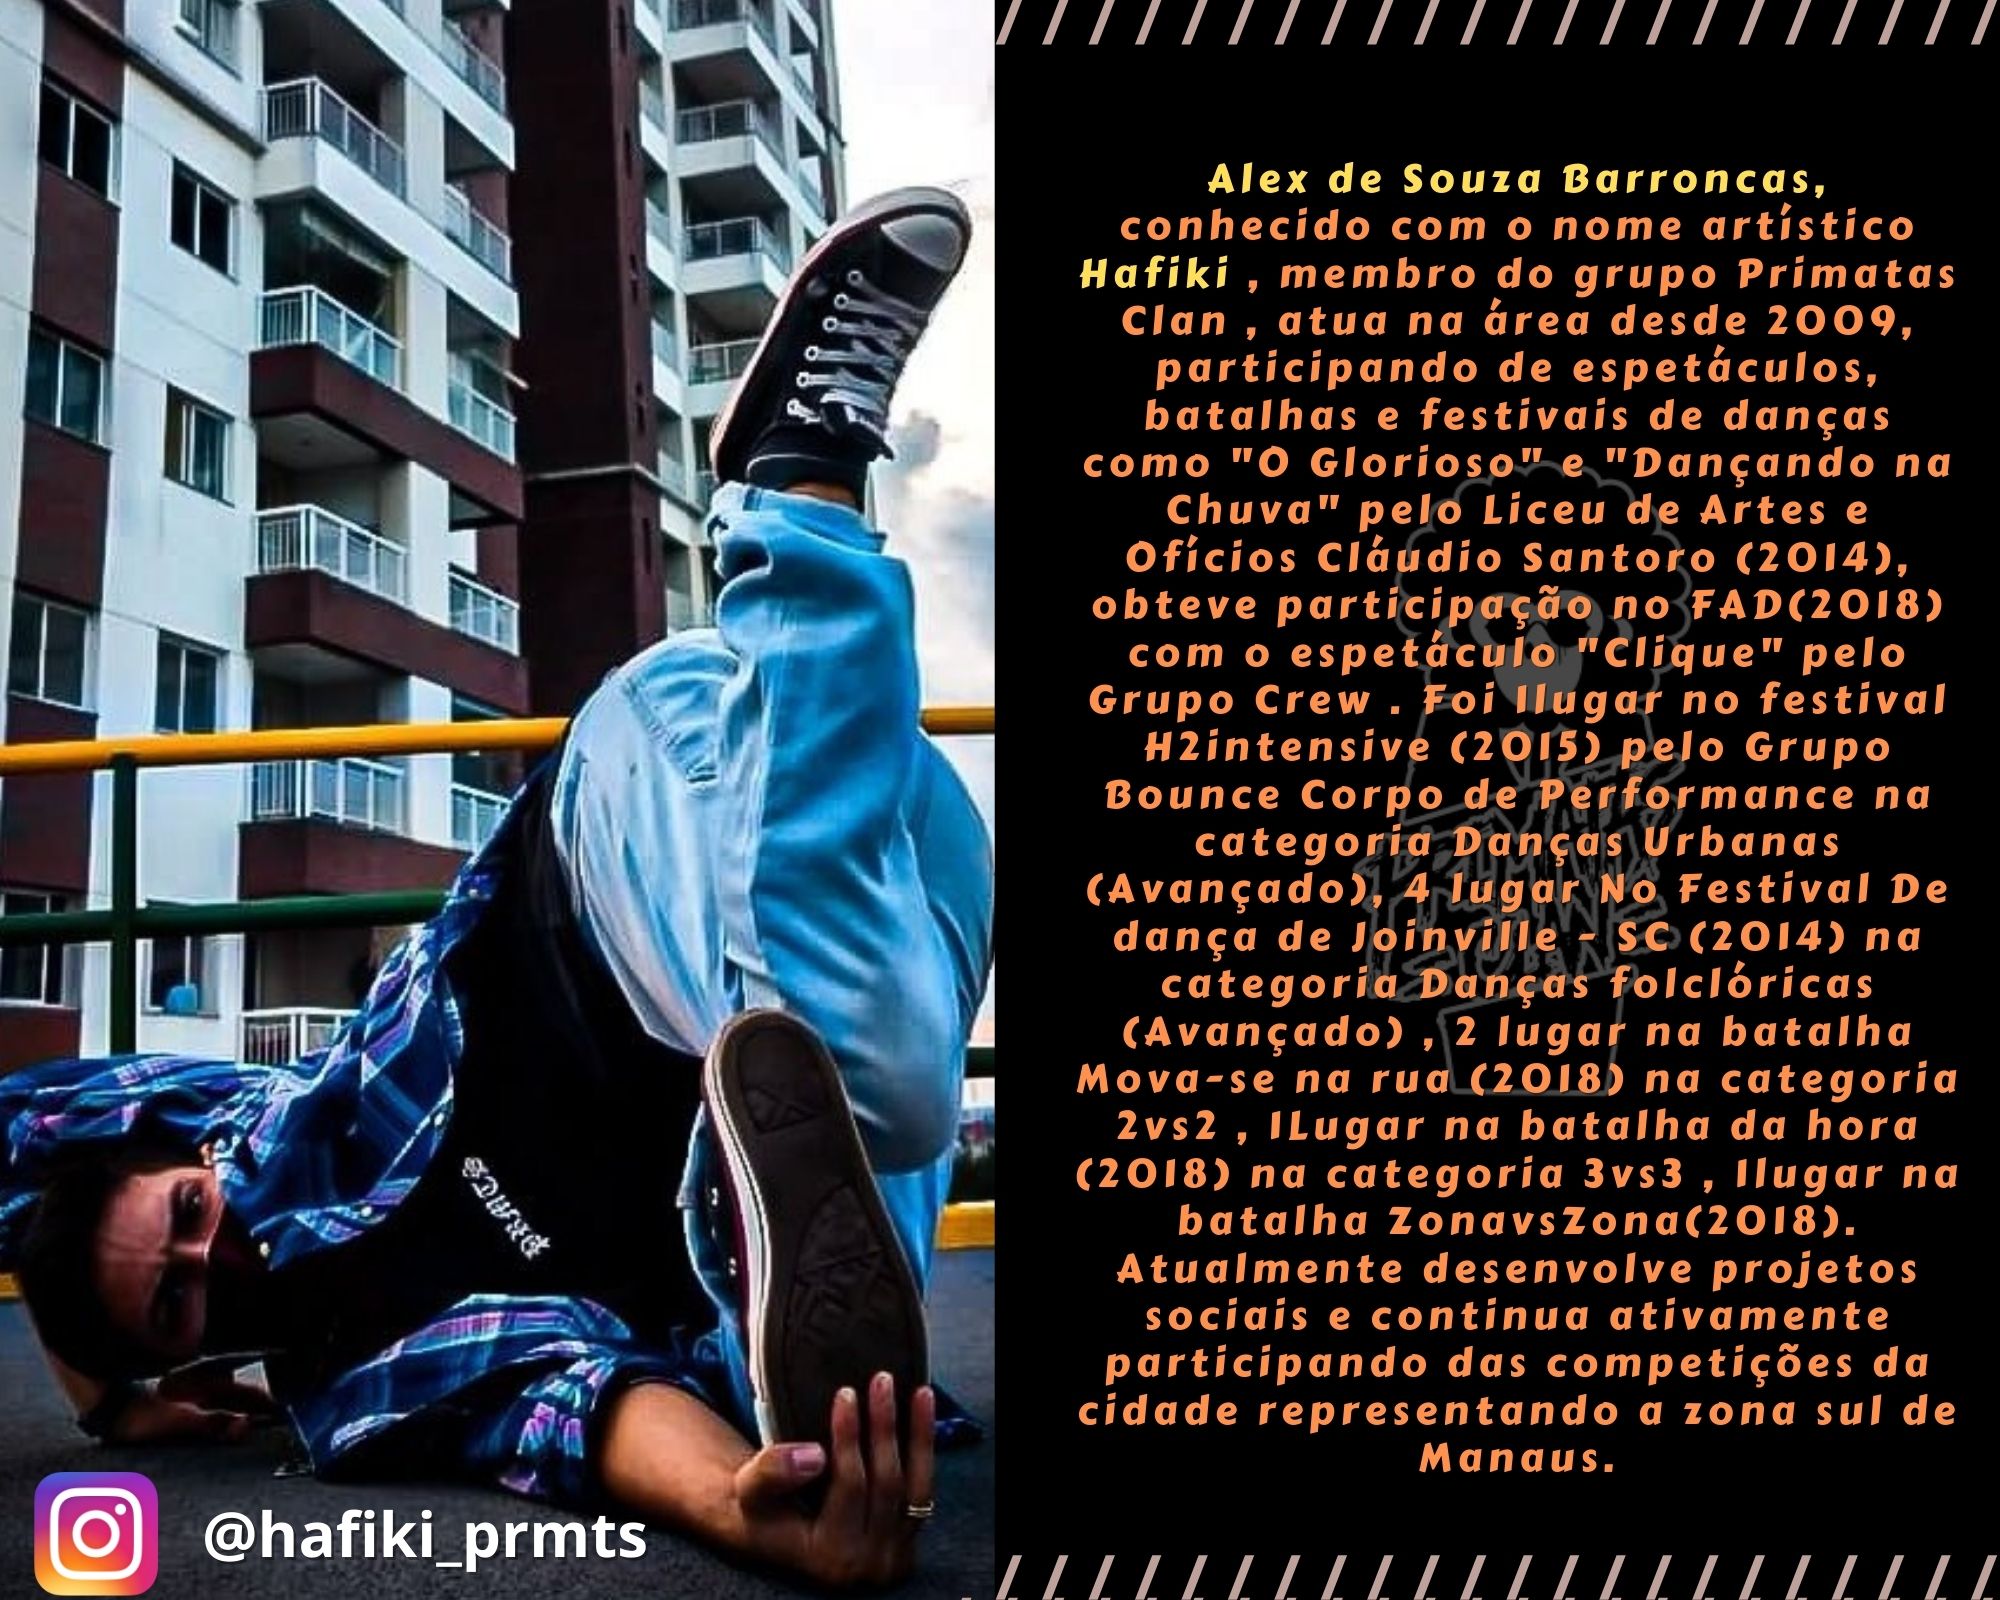 Alex de Souza Barroncas,
conhecido com o nome artístico
Hafiki , membro do grupo Primatas
Clan , atua na área desde 2009,
participando de espetáculos,
batalhas e festivais de danças
como "O Glorioso" e "Dançando na
Chuva" pelo Liceu de Artes e
Ofícios Cláudio Santoro (2014),
obteve participação no FAD(2018)
com o espetáculo "Clique" pelo
Grupo Crew . Foi 1lugar no festival
H2intensive (2015) pelo Grupo
Bounce Corpo de Performance na
categoria Danças Urbanas
(Avançado), 4 lugar No Festival De
dança de Joinville - SC (2014) na
categoria Danças folclóricas
(Avançado) , 2 lugar na batalha
Mova-se na rua (2018) na categoria
2vs2 , 1Lugar na batalha da hora
(2018) na categoria 3vs3 , 1lugar na
batalha ZonavsZona(2018).
Atualmente desenvolve projetos
sociais e continua ativamente
participando das competições da
cidade representando a zona sul de
Manaus.
@hafiki_prmts